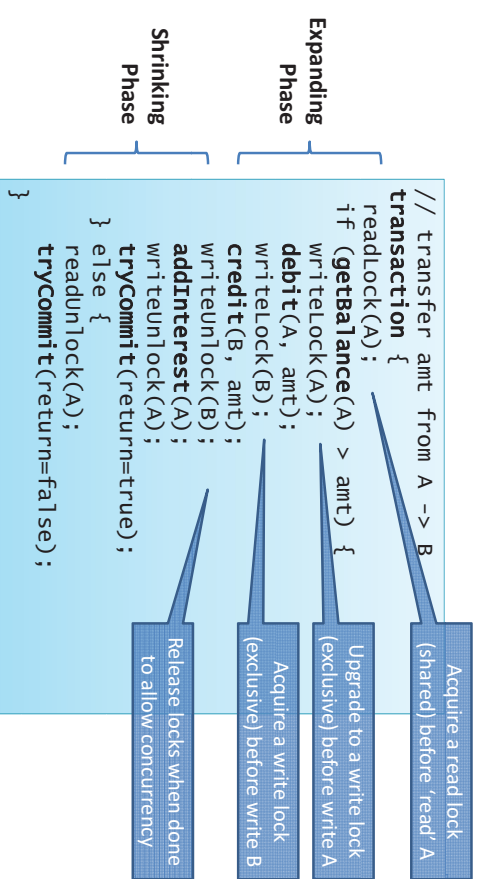 // transfer amt from A -> B
transaction {
readLock(A);
if (getBalance(A) > amt) {
writeLock(A);
debit(A, amt);
writeLock(B);
credit(B, amt);
writeUnlock(B);
addInterest(A);
writeUnlock(A);
tryCommit(return=true);
} else {
readUnlock(A);
tryCommit(return=false);
}
Expanding
Phase
Shrinking
Phase
Acquire a read lock
(shared) before ‘read’ A
Upgrade to a write lock
(exclusive) before write A
Acquire a write lock
(exclusive) before write B
Release locks when done
to allow concurrency